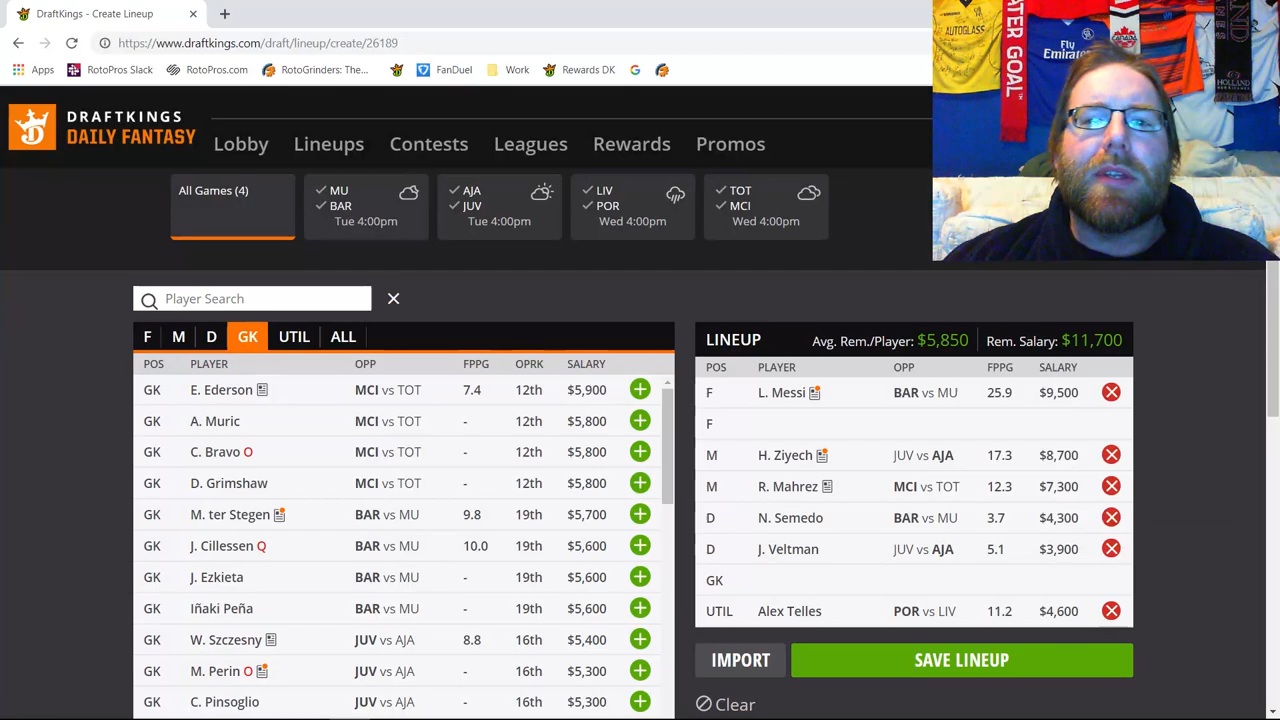 DraftKings - Create Lineup
https://www.draftkings.com/draft/lineup/create/26189
Apps RotoPros Slack RotoPros.com RotoGrinders: The... FanDuel Work Rewards DK
DRAFTKINGS
DAILY FANTASY
Lobby Lineups Contests Leagues Rewards Promos
All Games (4)
MU
BAR
Tue 4:00pm
AJA
JUV
Tue 4:00pm
LIV
POR
Wed 4:00pm
TOT
MCI
Wed 4:00pm
Player Search
F M D GK UTIL ALL
POS PLAYER OPP FPPG OPRK SALARY
GK E. Ederson MCI vs TOT 7.4 12th $5,900
GK A. Muric MCI vs TOT - 12th $5,800
GK C. Bravo O MCI vs TOT - 12th $5,800
GK D. Grimshaw MCI vs TOT - 12th $5,800
GK M. ter Stegen BAR vs MU 9.8 19th $5,700
GK J. Cillessen Q BAR vs MU 10.0 19th $5,600
GK J. Ezkieta BAR vs MU - 19th $5,600
GK Iñaki Peña BAR vs MU - 19th $5,600
GK W. Szczesny JUV vs AJA 8.8 16th $5,400
GK M. Perin O JUV vs AJA - 16th $5,300
GK C. Pinsoglio JUV vs AJA - 16th $5,300
LINEUP Avg. Rem./Player: $5,850 Rem. Salary: $11,700
POS PLAYER OPP FPPG SALARY
F L. Messi BAR vs MU 25.9 $9,500
F
M H. Ziyech JUV vs AJA 17.3 $8,700
M R. Mahrez MCI vs TOT 12.3 $7,300
D N. Semedo BAR vs MU 3.7 $4,300
D J. Veltman JUV vs AJA 5.1 $3,900
GK
UTIL Alex Telles POR vs LIV 11.2 $4,600
IMPORT SAVE LINEUP
Clear
AUTOGLASS
ATER GOAL
Fly
Emirates
CANADA
HOLLAND